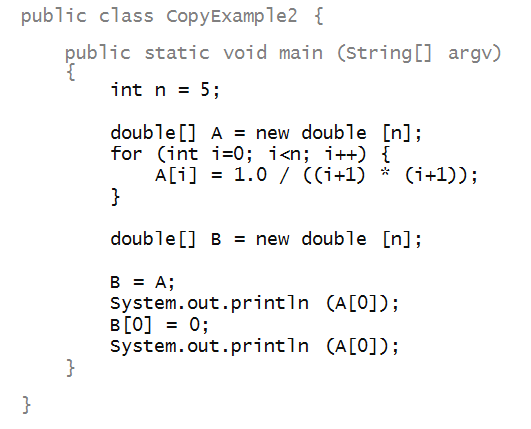 public class CopyExample2 {
public static void main (String[] argv)
{
int n = 5;
double[] A = new double [n];
for (int i=0; i<n; i++) {
A[i] = 1.0 / ((i+1) * (i+1));
}
double[] B = new double [n];
B = A;
System.out.println (A[0]);
B[0] = 0;
System.out.println (A[0]);
}
}